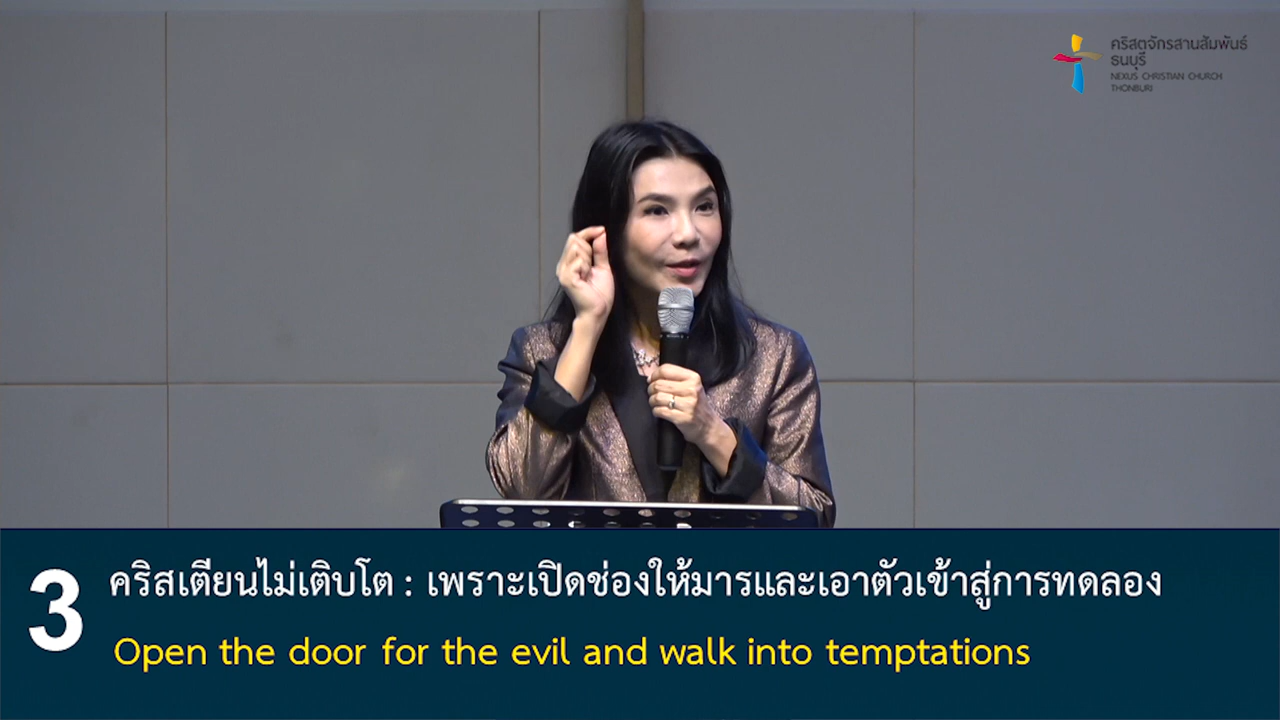 คริสตจักรสานสัมพันธ์
ธนบุรี
NEXUS CHRISTIAN CHURCH
THONBURI
3
คริสเตียนไม่เติบโต : เพราะเปิดช่องให้มารและเอาตัวเข้าสู่การทดลอง
Open the door for the evil and walk into temptations